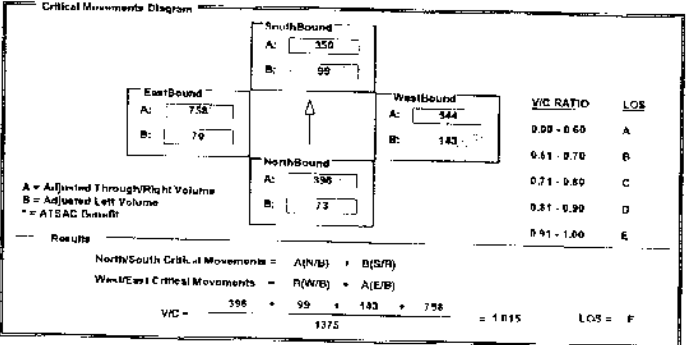 Critical Movements Diagram
SouthBound
A: 350
B: 99
EastBound
A: 758
B: 70
WestBound
A: 544
B: 143
NorthBound
A: 396
B: 73
V/C RATIO LOS
0.00 - 0.60 A
0.61 - 0.70 B
0.71 - 0.80 C
0.81 - 0.90 D
0.91 - 1.00 E
A = Adjusted Through/Right Volume
B = Adjusted Left Volume
* = ATSAC Benefit
Results
North/South Critical Movements = A(N/B) + B(S/B)
West/East Critical Movements = B(W/B) + A(E/B)
396 + 99 + 143 + 758
V/C = = 1.015 LOS = F
1375